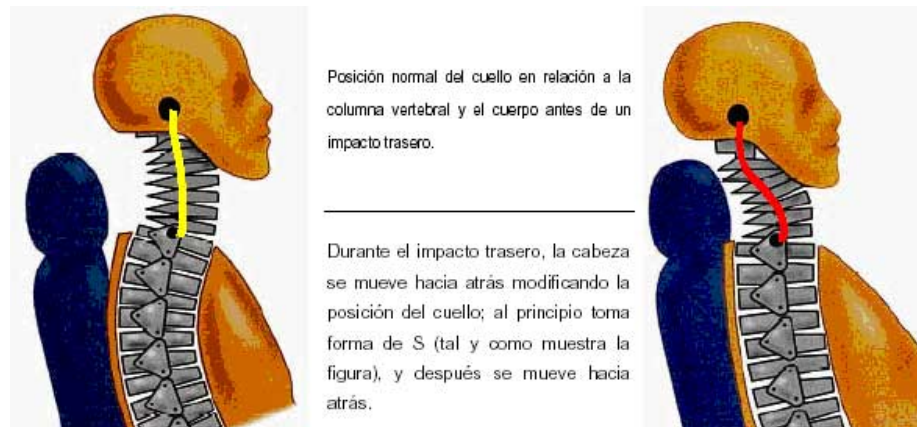 Posición normal del cuello en relación a la
columna vertebral y el cuerpo antes de un
impacto trasero.
Durante el impacto trasero, la cabeza
se mueve hacia atrás modificando la
posición del cuello; al principio toma
forma de S (tal y como muestra la
figura), y después se mueve hacia
atrás.